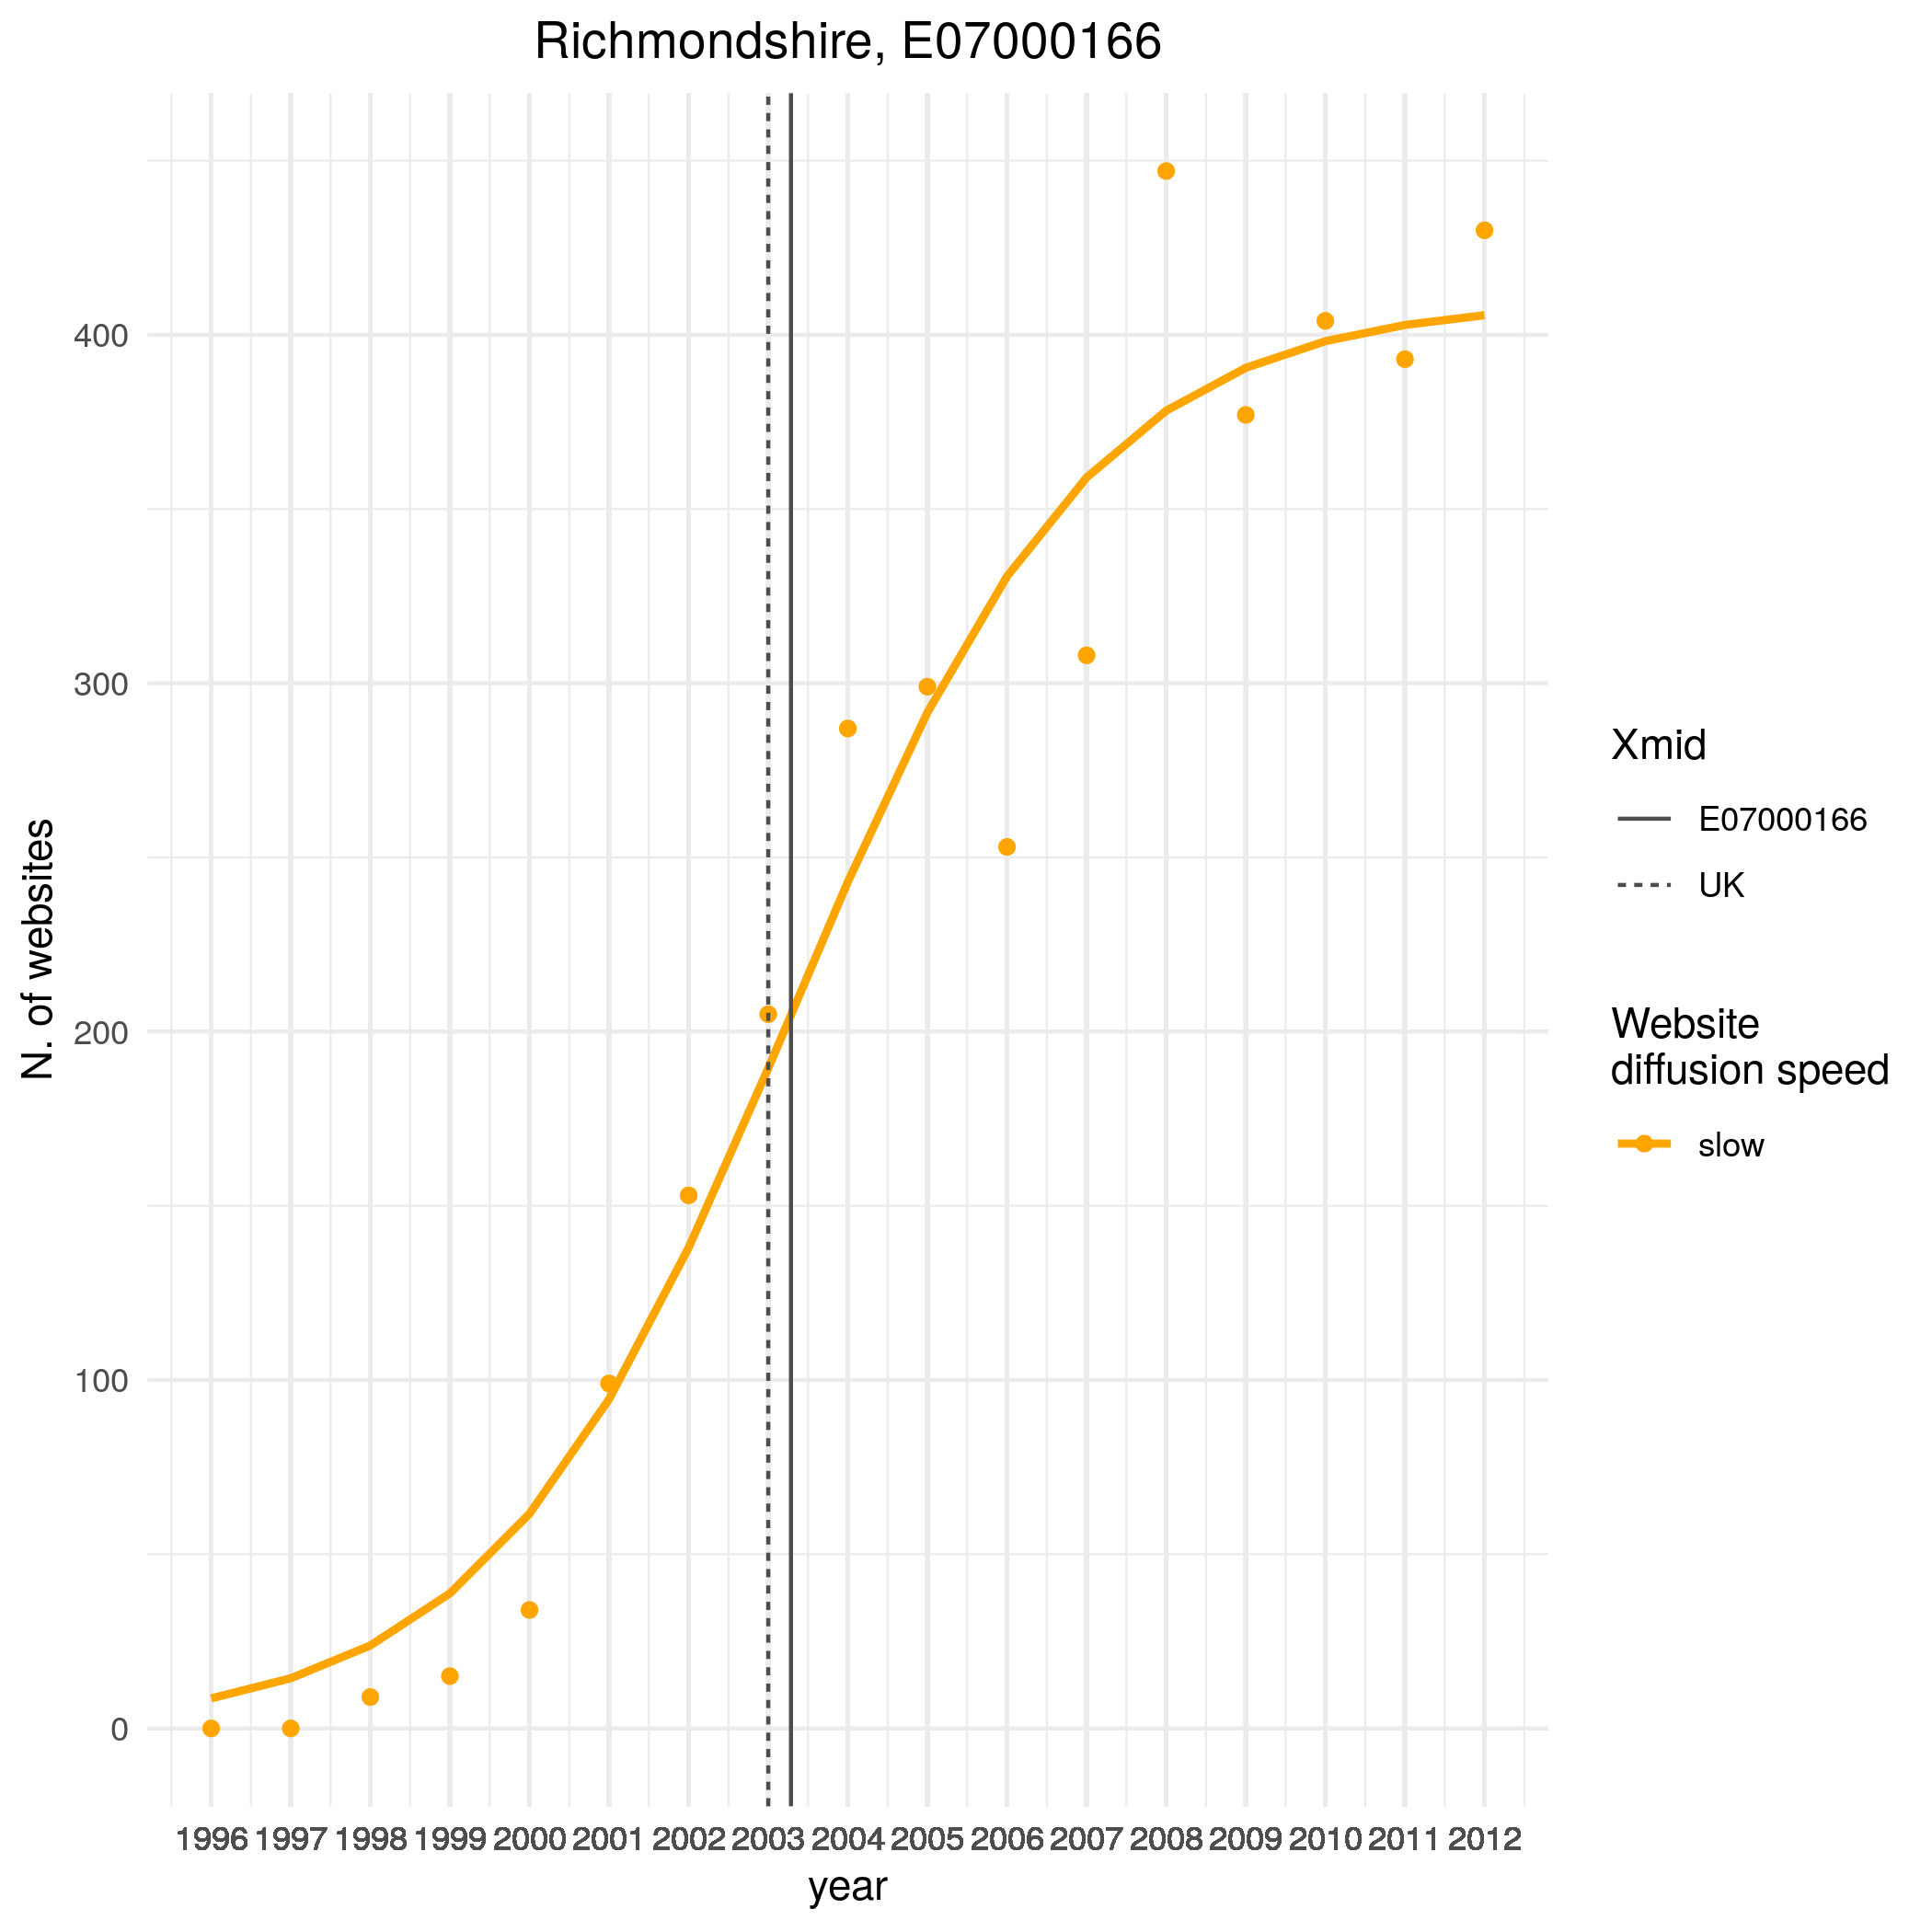 Richmondshire, E07000166
N. of websites
400
300
200
100
0
1996 1997 1998 1999 2000 2001 2002 2003 2004 2005 2006 2007 2008 2009 2010 2011 2012
year
Xmid
E07000166
UK
Website
diffusion speed
slow